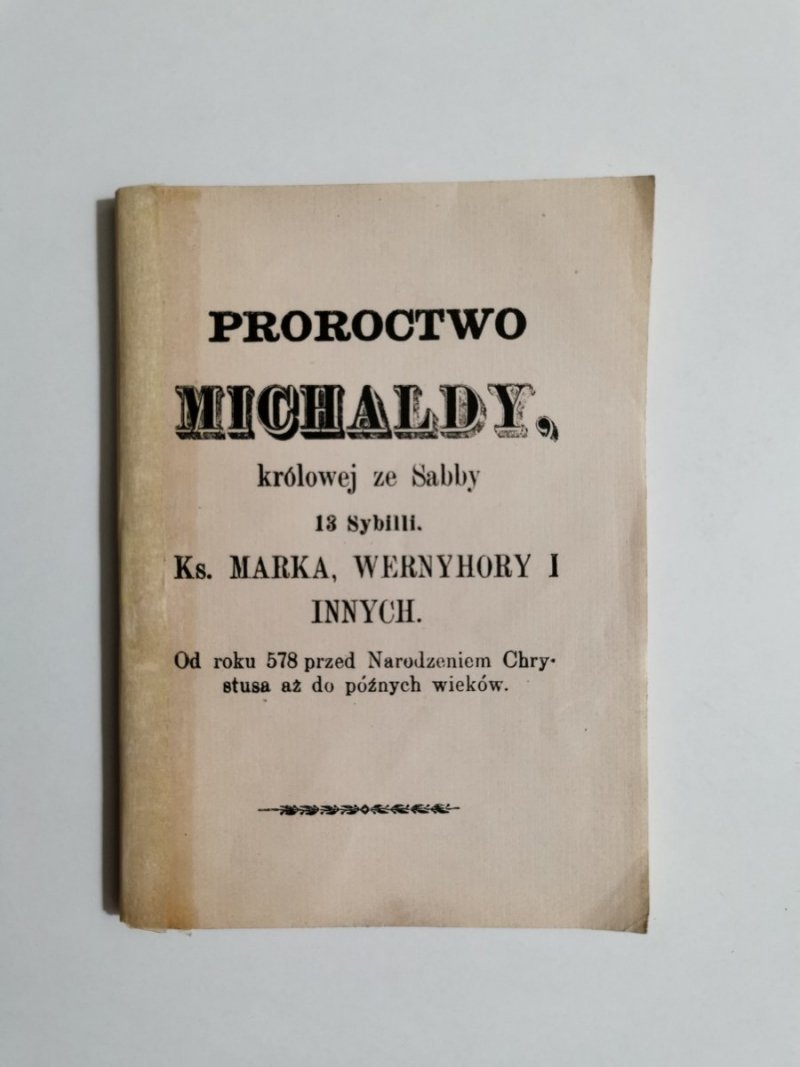 PROROCTWO
MICHALDY,
królowej ze Sabby
13 Sybilli.
Ks. MARKA, WERNYHORY I
INNYCH.
Od roku 578 przed Narodzeniem Chry-
stusa aż do późnych wieków.